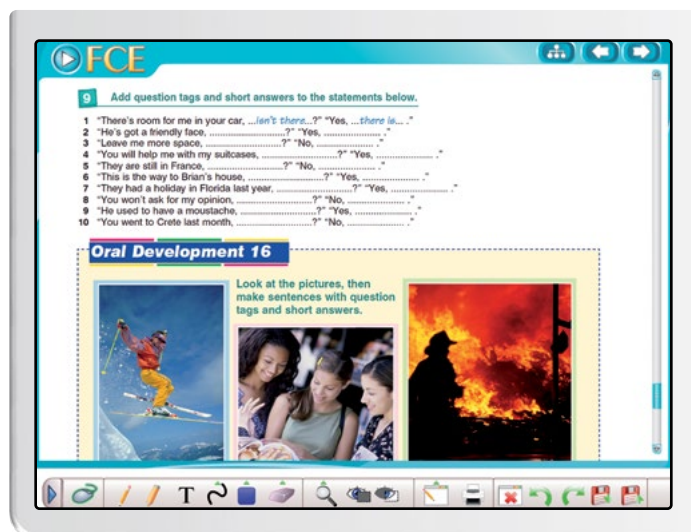 FCE
9 Add question tags and short answers to the statements below.
1 "There's room for me in your car, ...isn't there...?" "Yes, ...there is... ."
2 "He's got a friendly face, ........................?" "Yes, ..................... ."
3 "Leave me more space, ........................?" "No, ..................... ."
4 "You will help me with my suitcases, ........................?" "Yes, ..................... ."
5 "They are still in France, ........................?" "No, ..................... ."
6 "This is the way to Brian's house, ........................?" "Yes, ..................... ."
7 "They had a holiday in Florida last year, ........................?" "Yes, ..................... ."
8 "You won't ask for my opinion, ........................?" "No, ..................... ."
9 "He used to have a moustache, ........................?" "Yes, ..................... ."
10 "You went to Crete last month, ........................?" "No, ..................... ."
Oral Development 16
Look at the pictures, then
make sentences with question
tags and short answers.
T